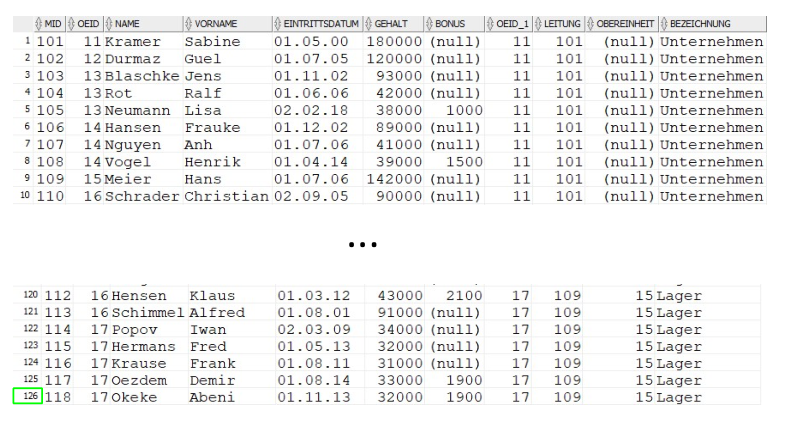 MID OEID NAME VORNAME EINTRITTSDATUM GEHALT BONUS OEID_1 LEITUNG OBEREINHEIT BEZEICHNUNG
1 101 11 Kramer Sabine 01.05.00 180000 (null) 11 101 (null) Unternehmen
2 102 12 Durmaz Guel 01.07.05 120000 (null) 11 101 (null) Unternehmen
3 103 13 Blaschke Jens 01.11.02 93000 (null) 11 101 (null) Unternehmen
4 104 13 Rot Ralf 01.06.06 42000 (null) 11 101 (null) Unternehmen
5 105 13 Neumann Lisa 02.02.18 38000 1000 11 101 (null) Unternehmen
6 106 14 Hansen Frauke 01.12.02 89000 (null) 11 101 (null) Unternehmen
7 107 14 Nguyen Anh 01.07.06 41000 (null) 11 101 (null) Unternehmen
8 108 14 Vogel Henrik 01.04.14 39000 1500 11 101 (null) Unternehmen
9 109 15 Meier Hans 01.07.06 142000 (null) 11 101 (null) Unternehmen
10 110 16 Schrader Christian 02.09.05 90000 (null) 11 101 (null) Unternehmen
...
120 112 16 Hensen Klaus 01.03.12 43000 2100 17 109 15 Lager
121 113 16 Schimmel Alfred 01.08.01 91000 (null) 17 109 15 Lager
122 114 17 Popov Iwan 02.03.09 34000 (null) 17 109 15 Lager
123 115 17 Hermans Fred 01.05.13 32000 (null) 17 109 15 Lager
124 116 17 Krause Frank 01.08.11 31000 (null) 17 109 15 Lager
125 117 17 Oezdem Demir 01.08.14 33000 1900 17 109 15 Lager
126 118 17 Okeke Abeni 01.11.13 32000 1900 17 109 15 Lager